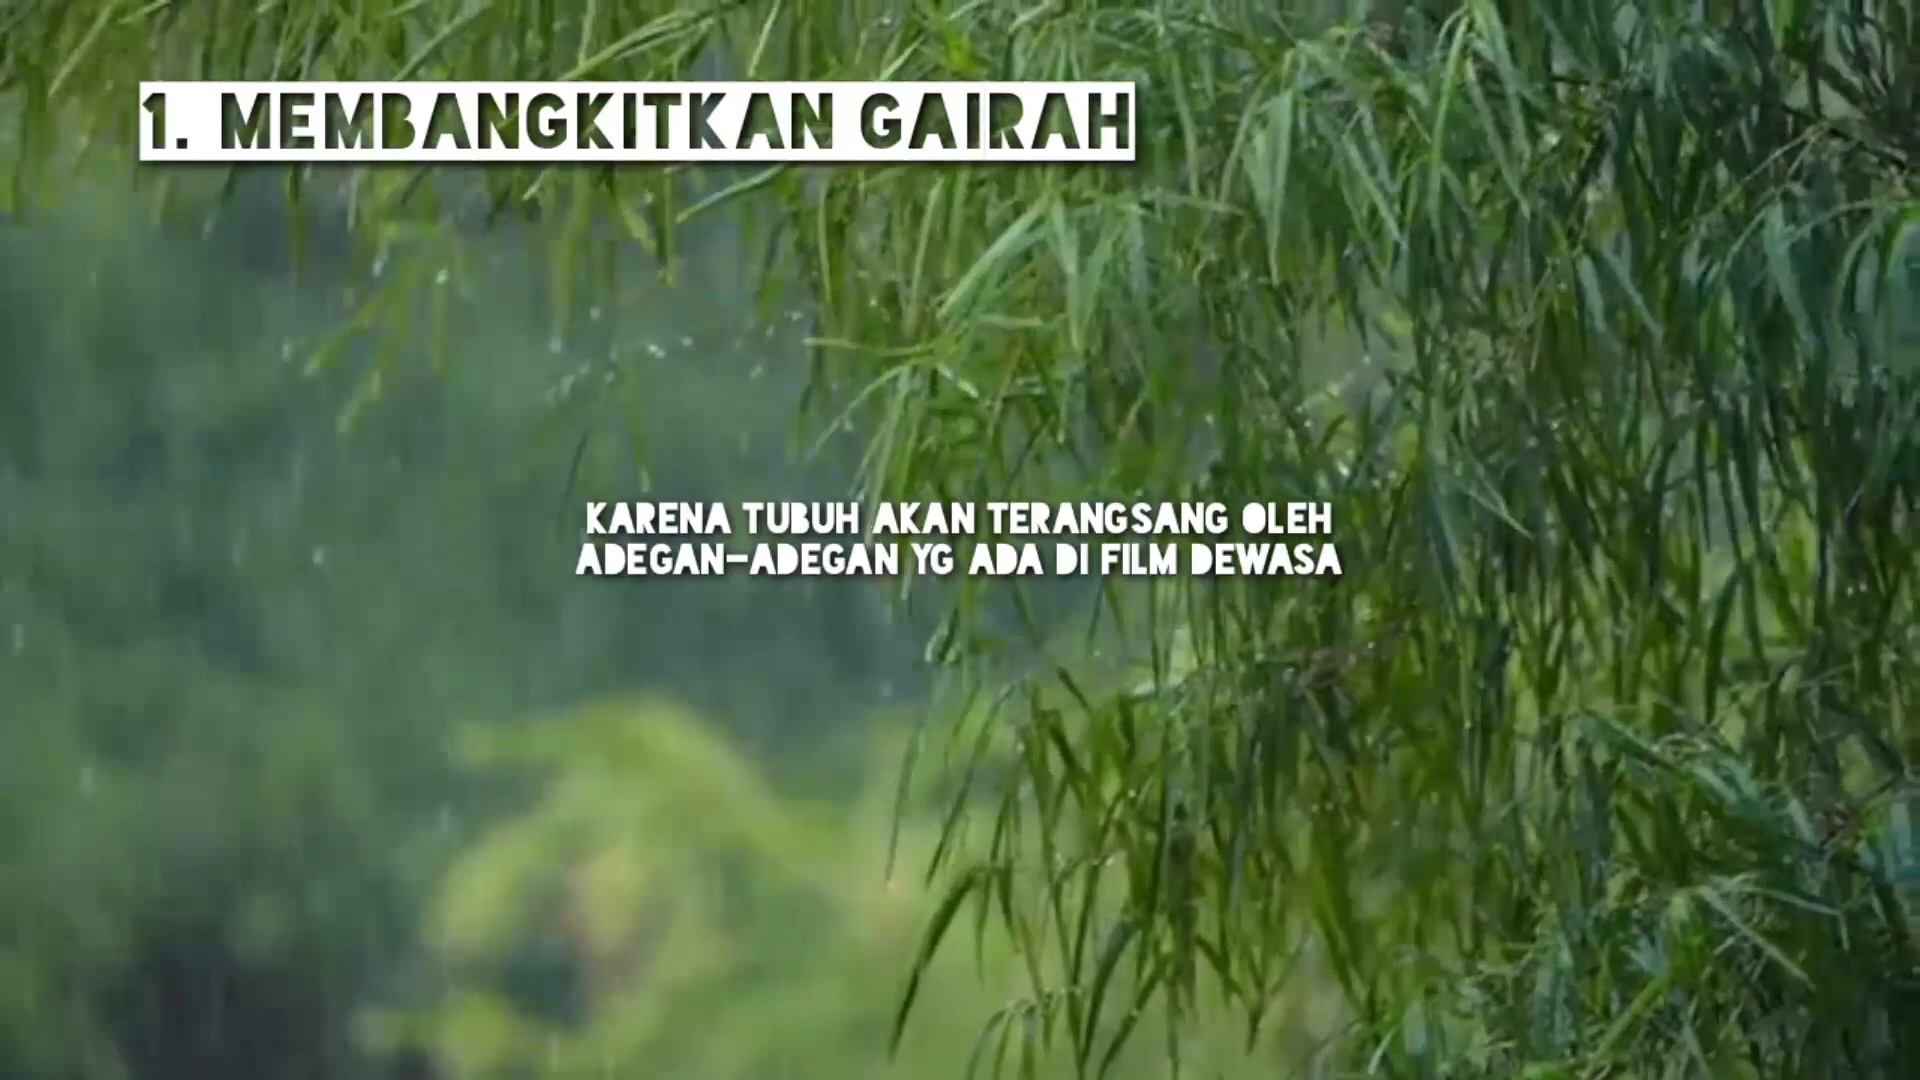 1. MEMBANGKITKAN GAIRAH
KARENA TUBUH AKAN TERANGSANG OLEH
ADEGAN-ADEGAN YG ADA DI FILM DEWASA